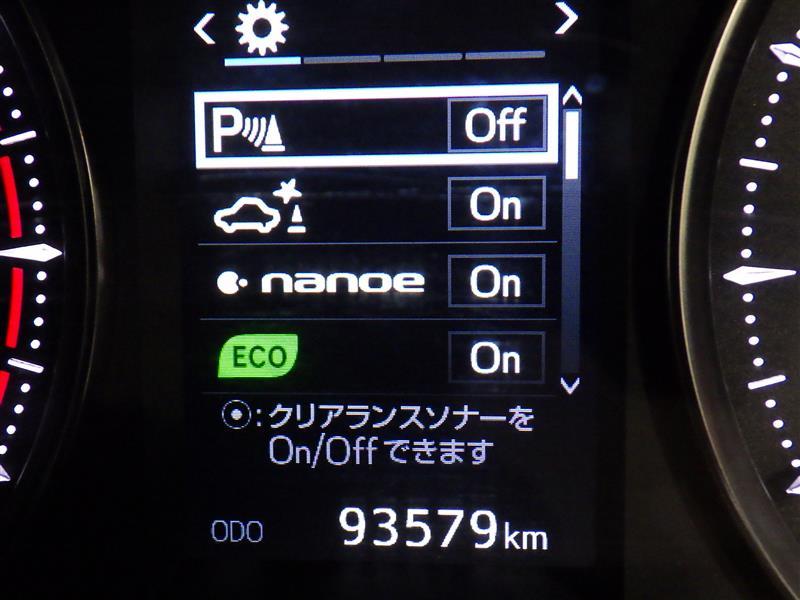 P Off
On
nanoe On
ECO On
⦿:クリアランスソナーを
On/Offできます
ODO 93579km